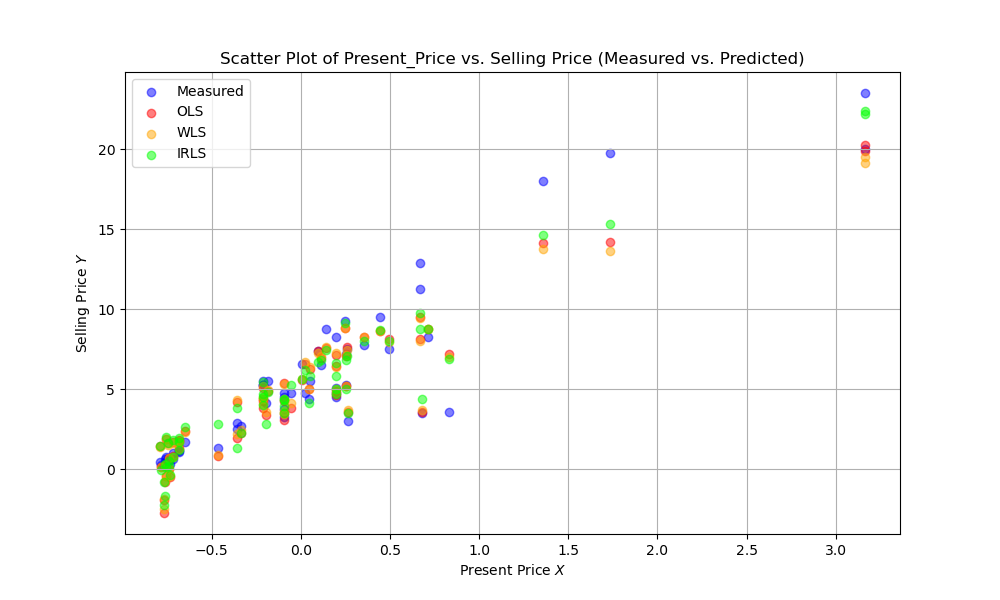 Scatter Plot of Present_Price vs. Selling Price (Measured vs. Predicted)
Measured
OLS
WLS
IRLS
Selling Price Y
20
15
10
5
0
−0.5
0.0
0.5
1.0
1.5
2.0
2.5
3.0
Present Price X